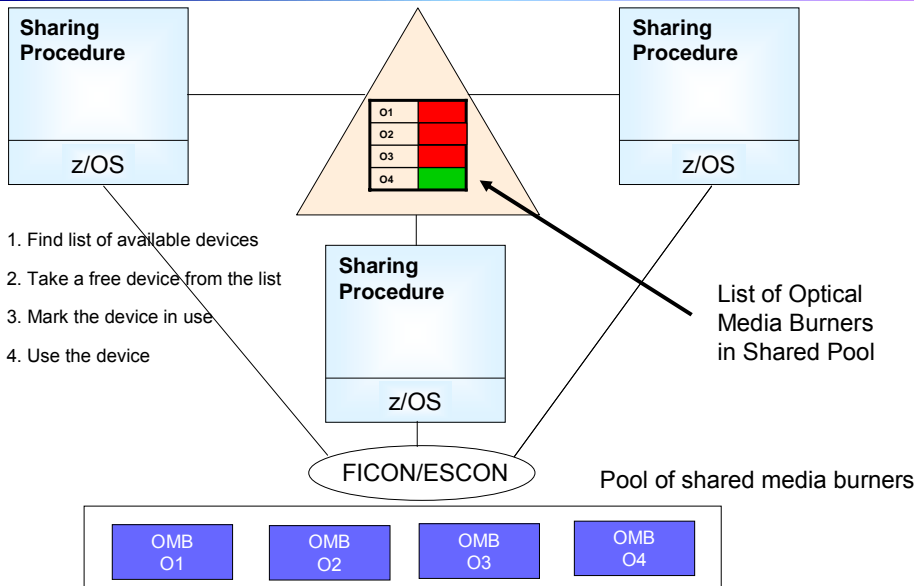 Sharing
Procedure
z/OS
O1
O2
O3
O4
Sharing
Procedure
z/OS
1. Find list of available devices
2. Take a free device from the list
3. Mark the device in use
4. Use the device
Sharing
Procedure
z/OS
List of Optical
Media Burners
in Shared Pool
FICON/ESCON
Pool of shared media burners
OMB
O1
OMB
O2
OMB
O3
OMB
O4